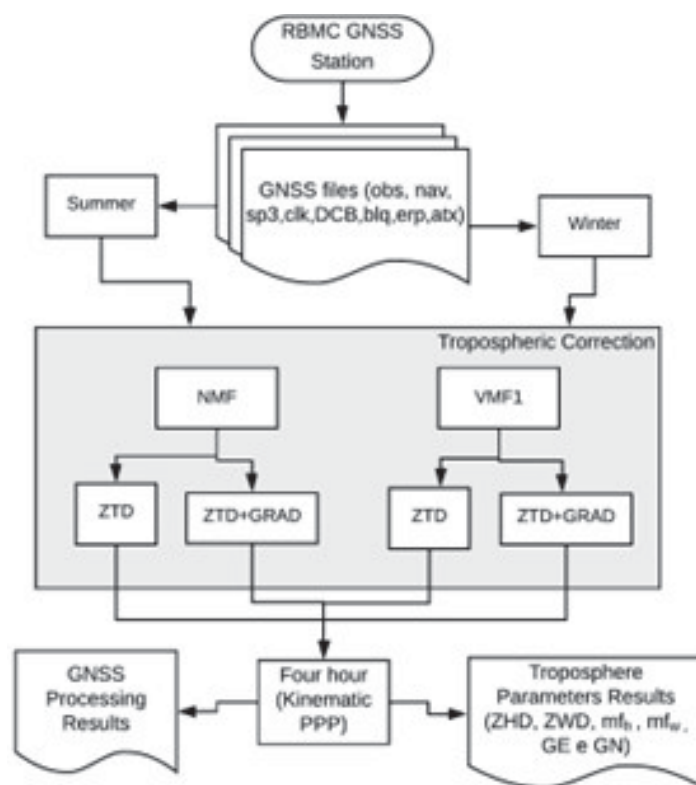 RBMC GNSS
Station
GNSS files (obs, nav,
sp3,clk,DCB,blq,erp,atx)
Summer
Winter
Tropospheric Correction
NMF
VMF1
ZTD
ZTD+GRAD
ZTD
ZTD+GRAD
GNSS
Processing
Results
Four hour
(Kinematic
PPP)
Troposphere
Parameters Results
(ZHD, ZWD, mfₕ , mf𝓌 ,
GE e GN)